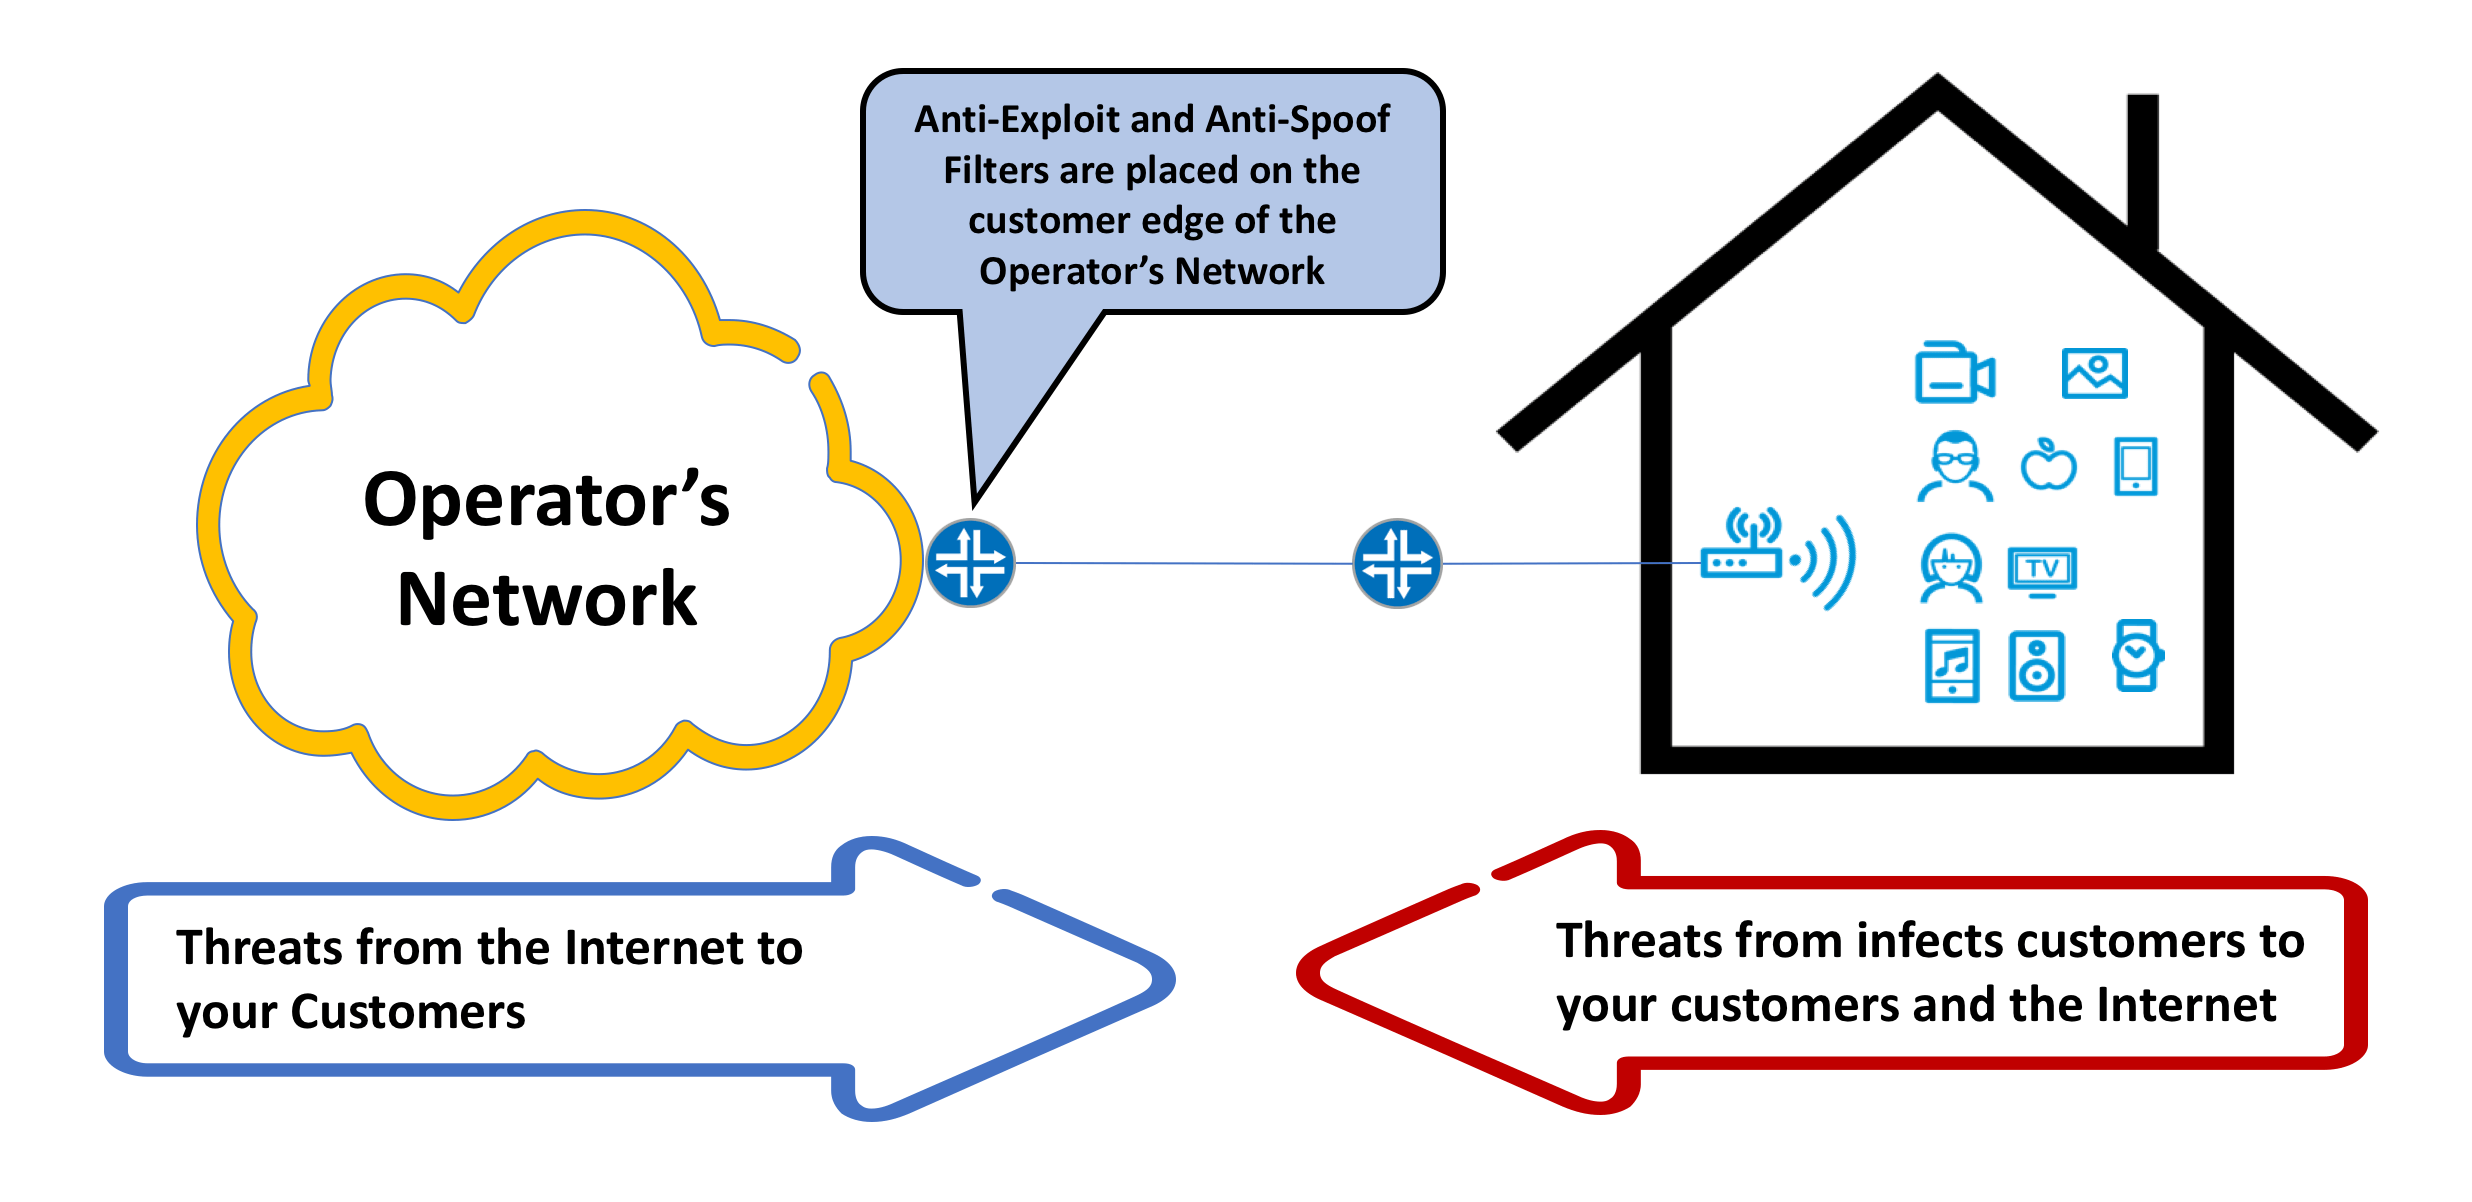 Anti-Exploit and Anti-Spoof
Filters are placed on the
customer edge of the
Operator’s Network
Operator’s
Network
TV
Threats from the Internet to
your Customers
Threats from infects customers to
your customers and the Internet